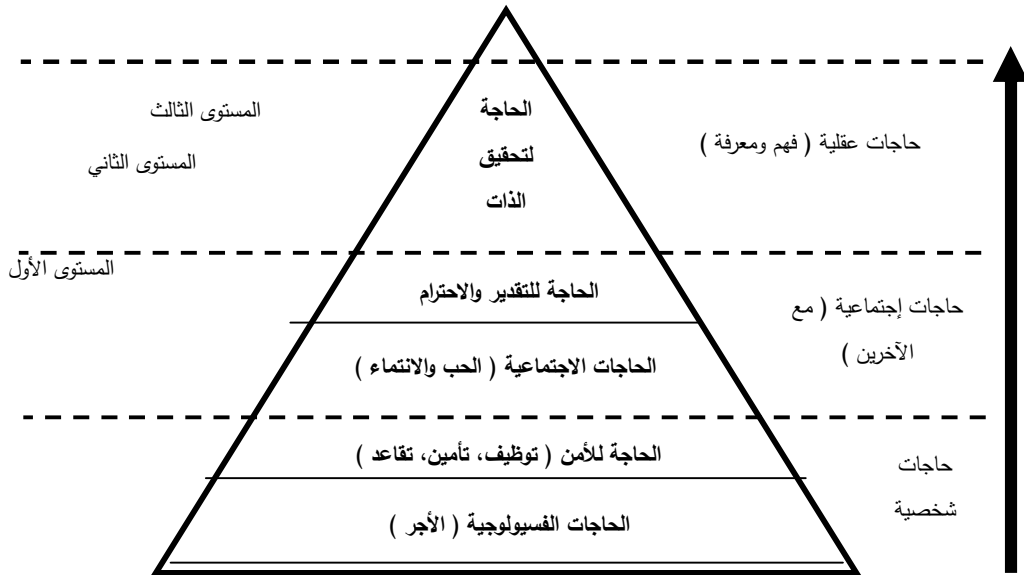 المستوى الثالث
الحاجة
لتحقيق
الذات
حاجات عقلية ( فهم ومعرفة )
المستوى الثاني
المستوى الأول
الحاجة للتقدير والاحترام
حاجات إجتماعية ( مع
الآخرين )
الحاجات الاجتماعية ( الحب والانتماء )
الحاجة للأمن ( توظيف، تأمين، تقاعد )
حاجات
شخصية
الحاجات الفسيولوجية ( الأجر )